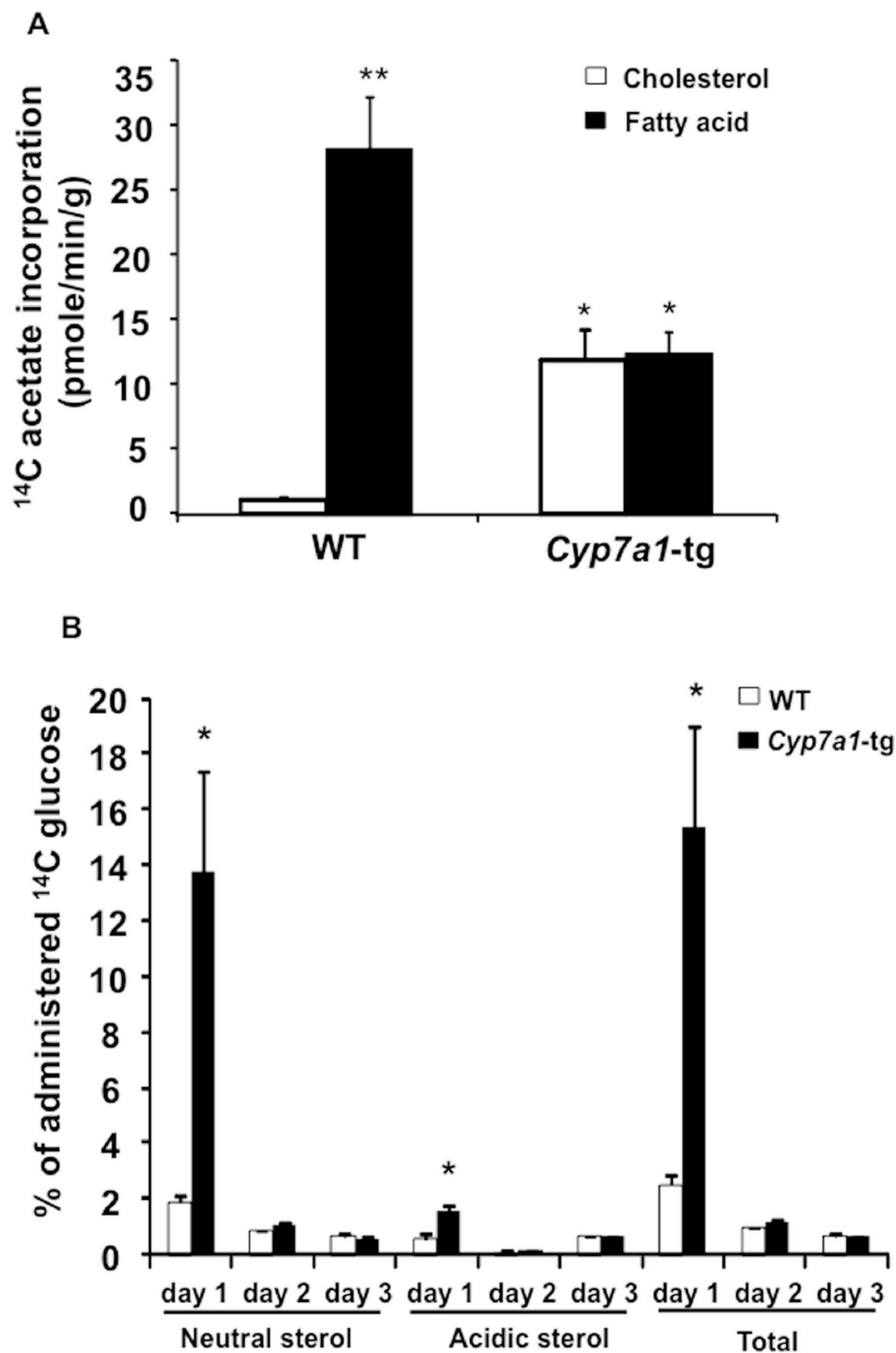 A
¹⁴C acetate incorporation
(pmole/min/g)
35
30
25
20
15
10
5
0
**
*
*
Cholesterol
Fatty acid
WT
Cyp7a1-tg
B
% of administered ¹⁴C glucose
20
18
16
14
12
10
8
6
4
2
0
*
*
*
WT
Cyp7a1-tg
day 1 day 2 day 3 day 1 day 2 day 3 day 1 day 2 day 3
Neutral sterol Acidic sterol Total